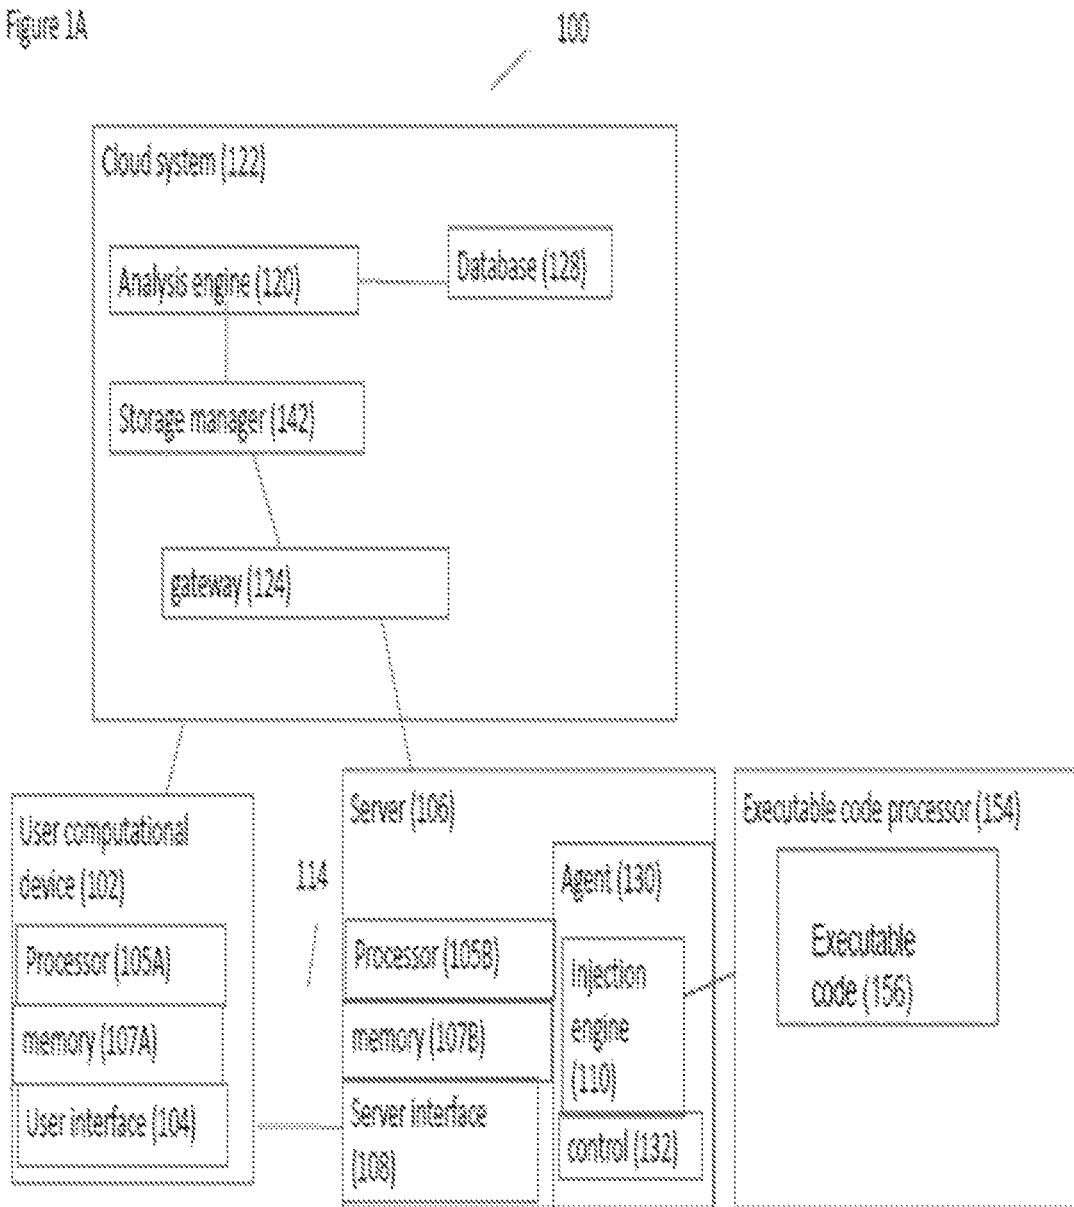 Figure 1A
100
Cloud system (122)
Analysis engine (120)
Database (128)
Storage manager (142)
gateway (124)
User computational
device (102)
Processor (105A)
memory (107A)
User interface (104)
114
Server (106)
Processor (105B)
memory (107B)
Server interface
(108)
Agent (130)
Injection
engine
(110)
control (132)
Executable code processor (154)
Executable
code (156)